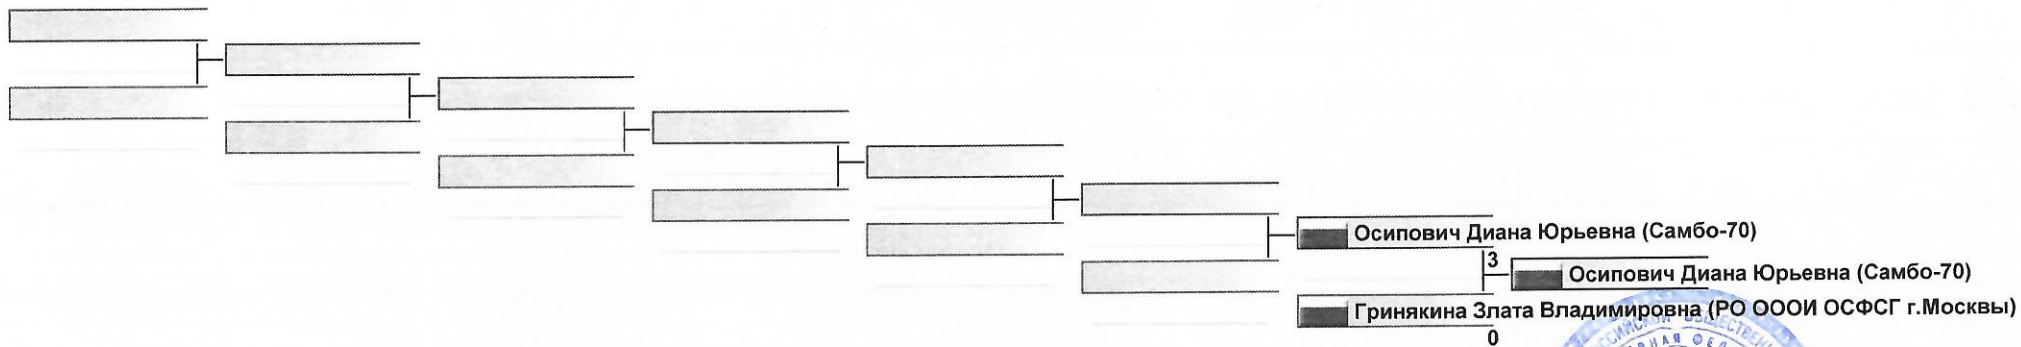 Осипович Диана Юрьевна (Самбо-70)
3
Осипович Диана Юрьевна (Самбо-70)
Гринякина Злата Владимировна (РО ОООИ ОСФСГ г.Москвы)
0